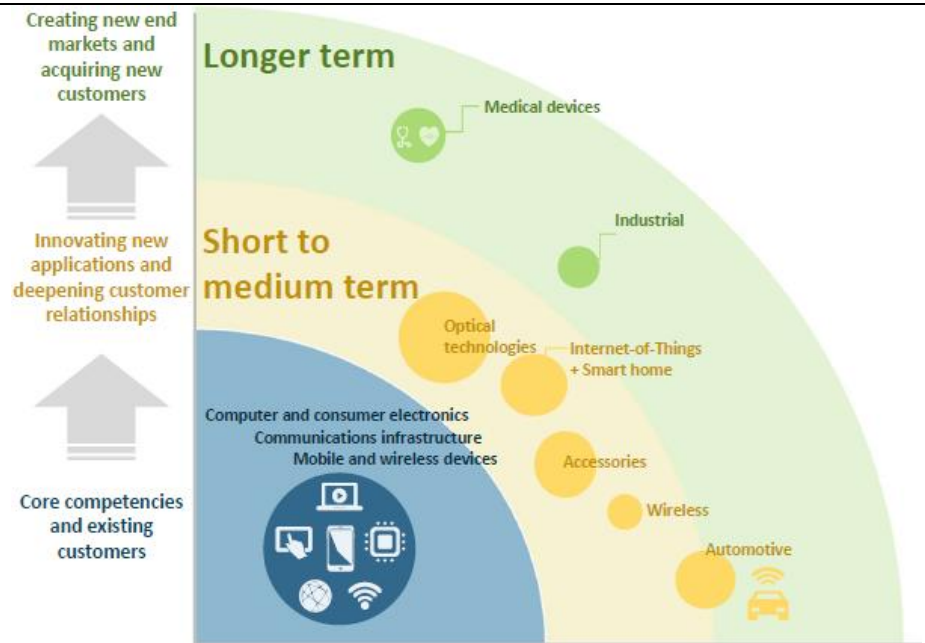 Creating new end
markets and
acquiring new
customers
Longer term
Medical devices
Industrial
Innovating new
applications and
deepening customer
relationships
Short to
medium term
Optical
technologies
Internet-of-Things
+ Smart home
Accessories
Wireless
Automotive
Core competencies
and existing
customers
Computer and consumer electronics
Communications infrastructure
Mobile and wireless devices